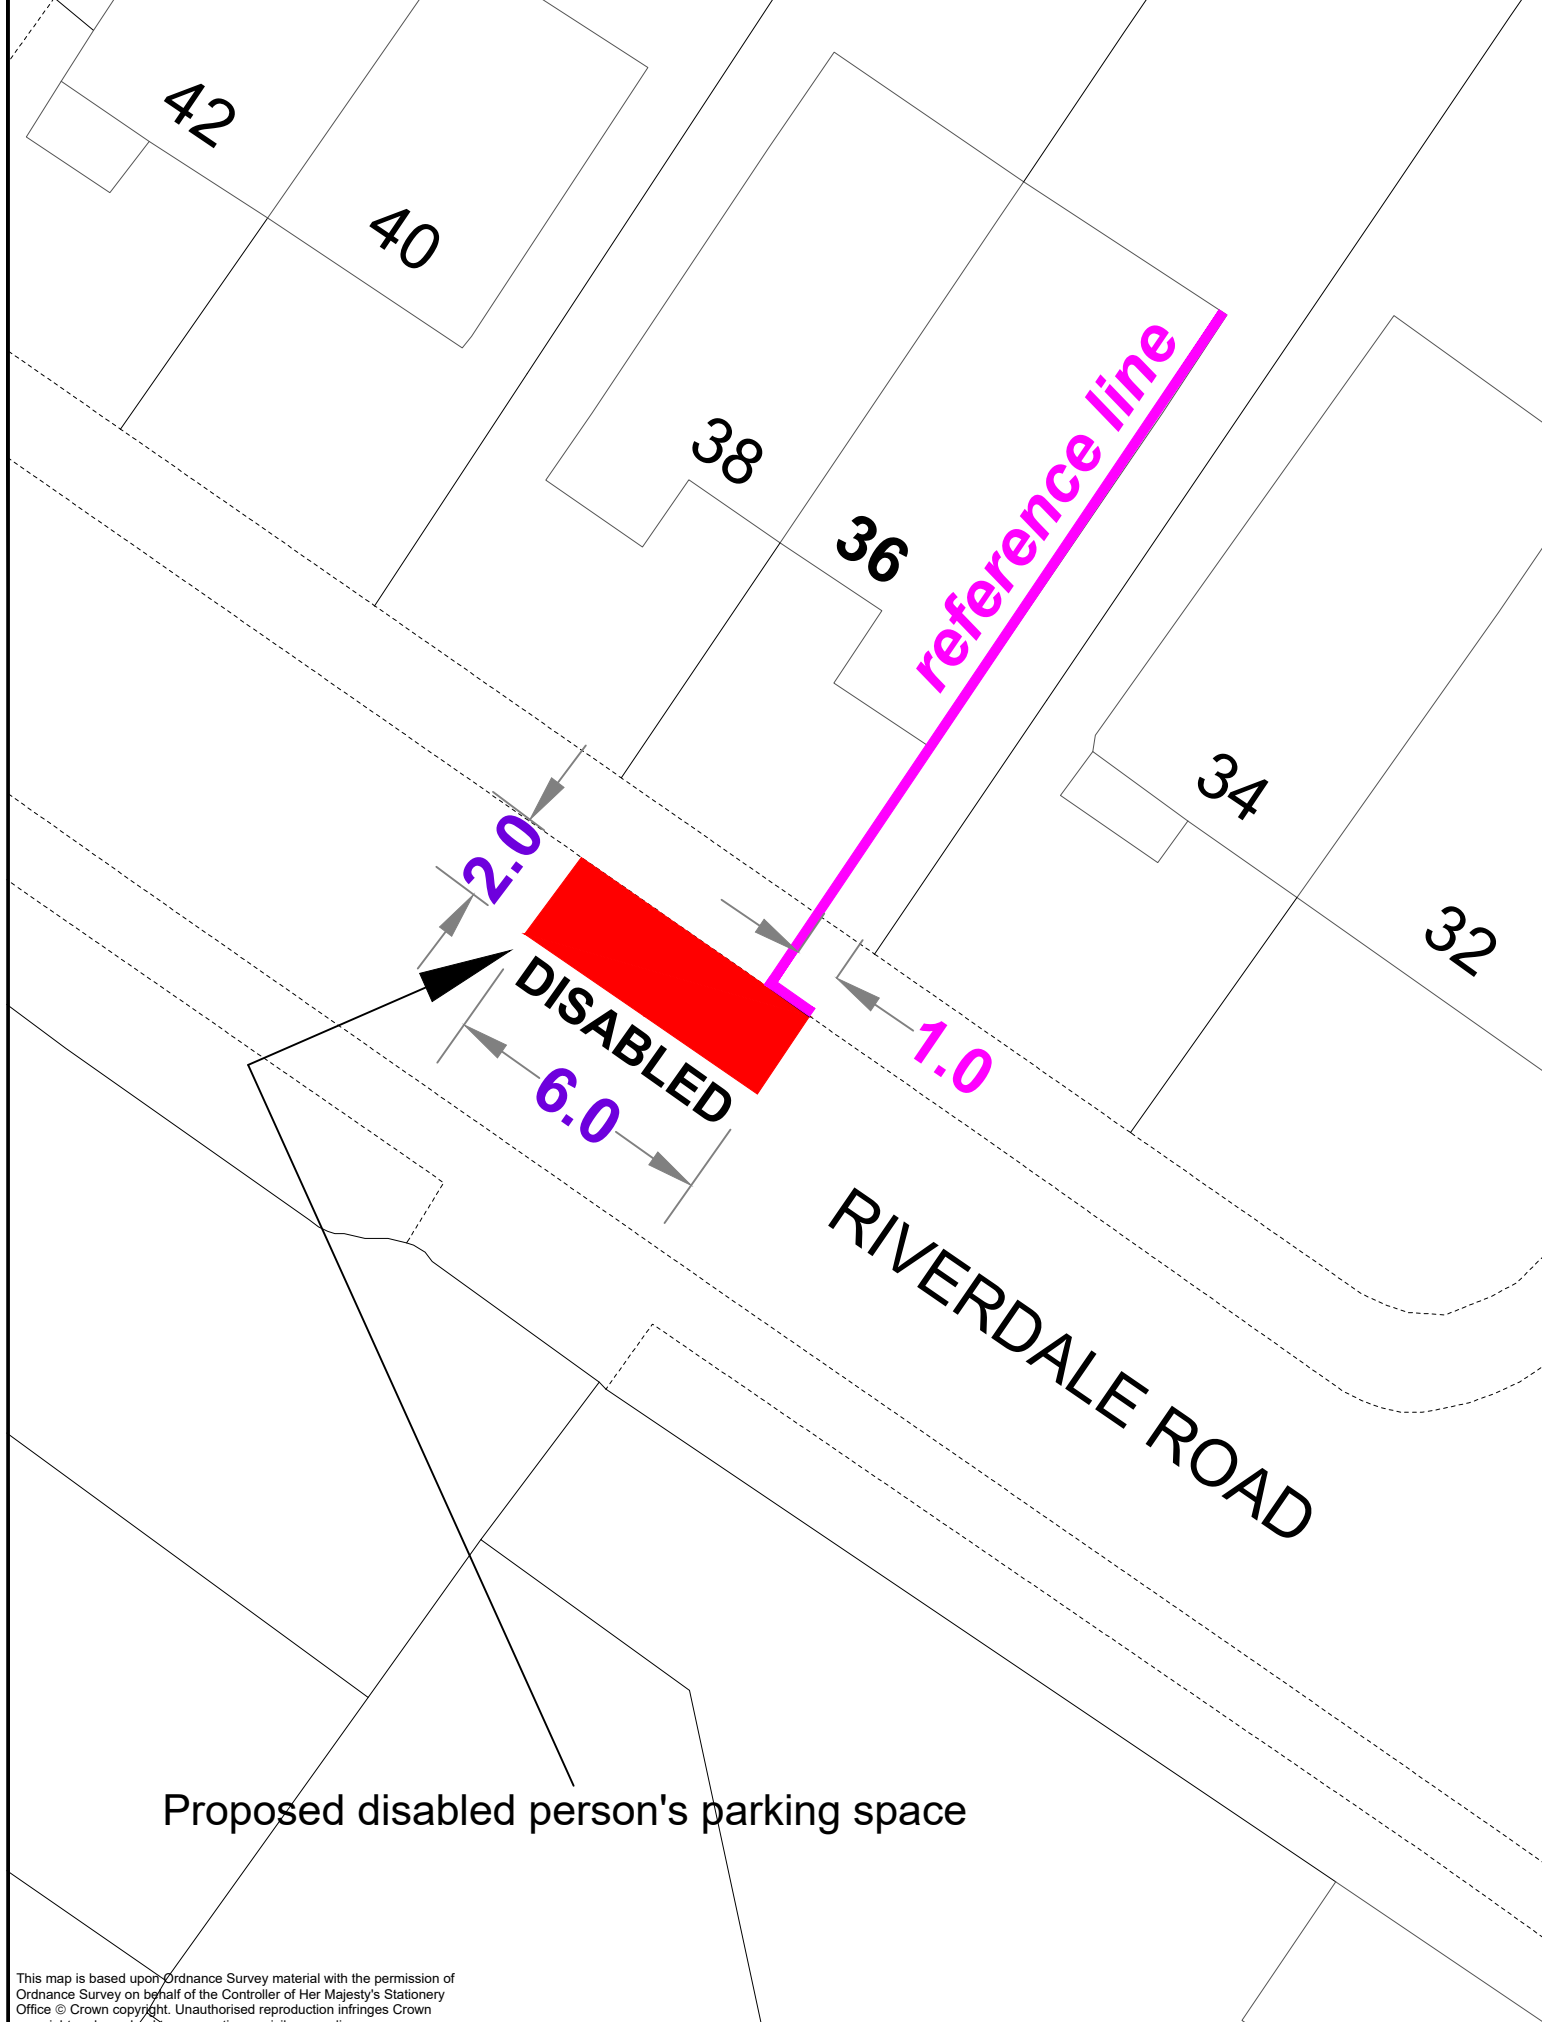 42
40
38
36
reference line
34
32
2.0
DISABLED
6.0
1.0
RIVERDALE ROAD
Proposed disabled person's parking space
This map is based upon Ordnance Survey material with the permission of
Ordnance Survey on behalf of the Controller of Her Majesty's Stationery
Office © Crown copyright. Unauthorised reproduction infringes Crown